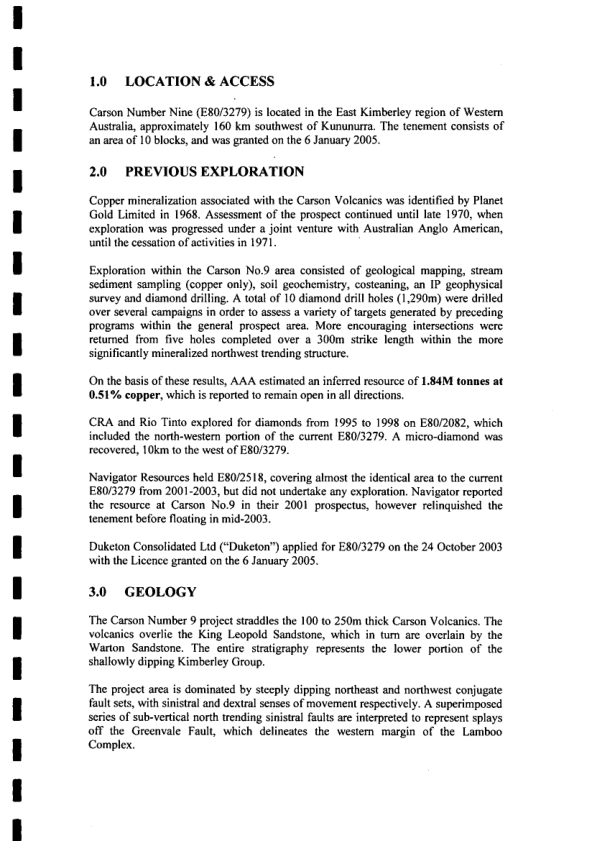 1.0 LOCATION & ACCESS
Carson Number Nine (E80/3279) is located in the East Kimberley region of Western
Australia, approximately 160 km southwest of Kununurra. The tenement consists of
an area of 10 blocks, and was granted on the 6 January 2005.
2.0 PREVIOUS EXPLORATION
Copper mineralization associated with the Carson Volcanics was identified by Planet
Gold Limited in 1968. Assessment of the prospect continued until late 1970, when
exploration was progressed under a joint venture with Australian Anglo American,
until the cessation of activities in 1971.
Exploration within the Carson No.9 area consisted of geological mapping, stream
sediment sampling (copper only), soil geochemistry, costeaning, an IP geophysical
survey and diamond drilling. A total of 10 diamond drill holes (1,290m) were drilled
over several campaigns in order to assess a variety of targets generated by preceding
programs within the general prospect area. More encouraging intersections were
returned from five holes completed over a 300m strike length within the more
significantly mineralized northwest trending structure.
On the basis of these results, AAA estimated an inferred resource of 1.84M tonnes at
0.51% copper, which is reported to remain open in all directions.
CRA and Rio Tinto explored for diamonds from 1995 to 1998 on E80/2082, which
included the north-western portion of the current E80/3279. A micro-diamond was
recovered, 10km to the west of E80/3279.
Navigator Resources held E80/2518, covering almost the identical area to the current
E80/3279 from 2001-2003, but did not undertake any exploration. Navigator reported
the resource at Carson No.9 in their 2001 prospectus, however relinquished the
tenement before floating in mid-2003.
Duketon Consolidated Ltd ("Duketon") applied for E80/3279 on the 24 October 2003
with the Licence granted on the 6 January 2005.
3.0 GEOLOGY
The Carson Number 9 project straddles the 100 to 250m thick Carson Volcanics. The
volcanics overlie the King Leopold Sandstone, which in turn are overlain by the
Warton Sandstone. The entire stratigraphy represents the lower portion of the
shallowly dipping Kimberley Group.
The project area is dominated by steeply dipping northeast and northwest conjugate
fault sets, with sinistral and dextral senses of movement respectively. A superimposed
series of sub-vertical north trending sinistral faults are interpreted to represent splays
off the Greenvale Fault, which delineates the western margin of the Lamboo
Complex.